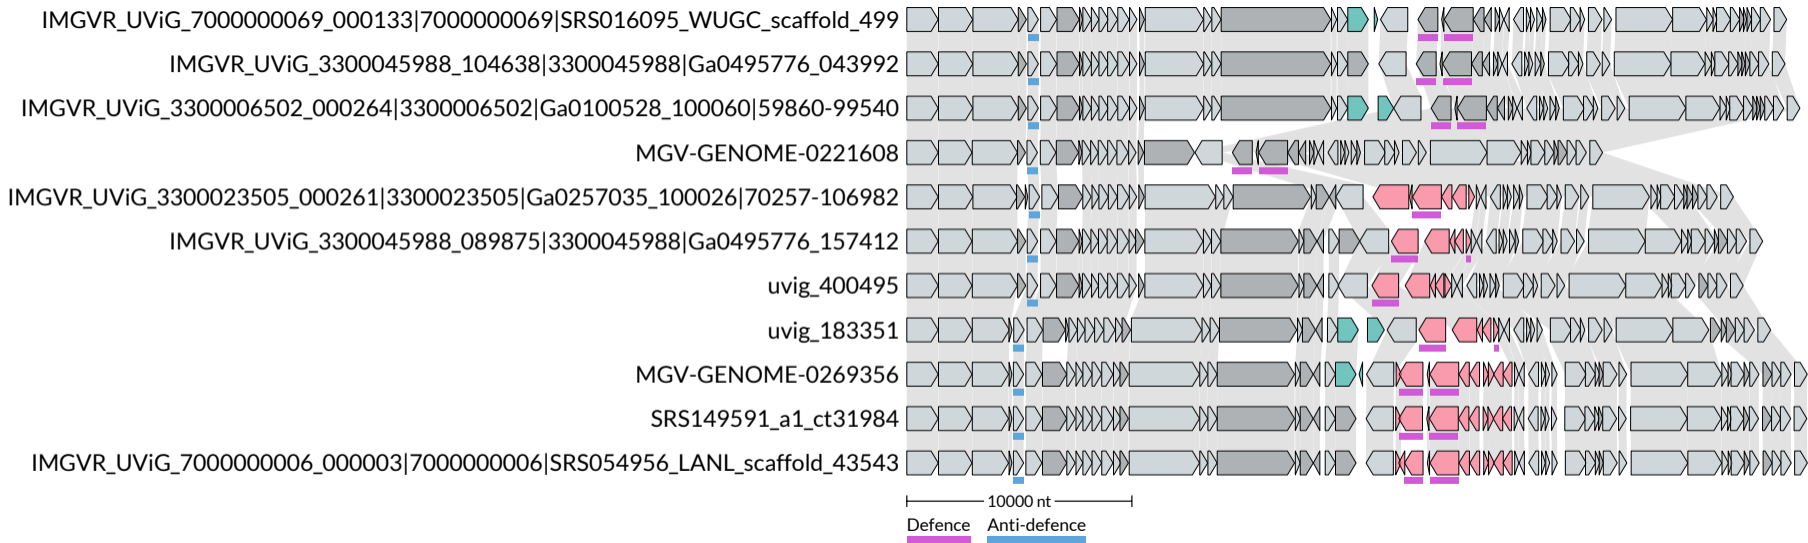 IMGVR_UViG_7000000069_000133|7000000069|SRS016095_WUGC_scaffold_499
IMGVR_UViG_3300045988_104638|3300045988|Ga0495776_043992
IMGVR_UViG_3300006502_000264|3300006502|Ga0100528_100060|59860-99540
MGV-GENOME-0221608
IMGVR_UViG_3300023505_000261|3300023505|Ga0257035_100026|70257-106982
IMGVR_UViG_3300045988_089875|3300045988|Ga0495776_157412
uvig_400495
uvig_183351
MGV-GENOME-0269356
SRS149591_a1_ct31984
IMGVR_UViG_7000000006_000003|7000000006|SRS054956_LANL_scaffold_43543
10000 nt
Defence Anti-defence